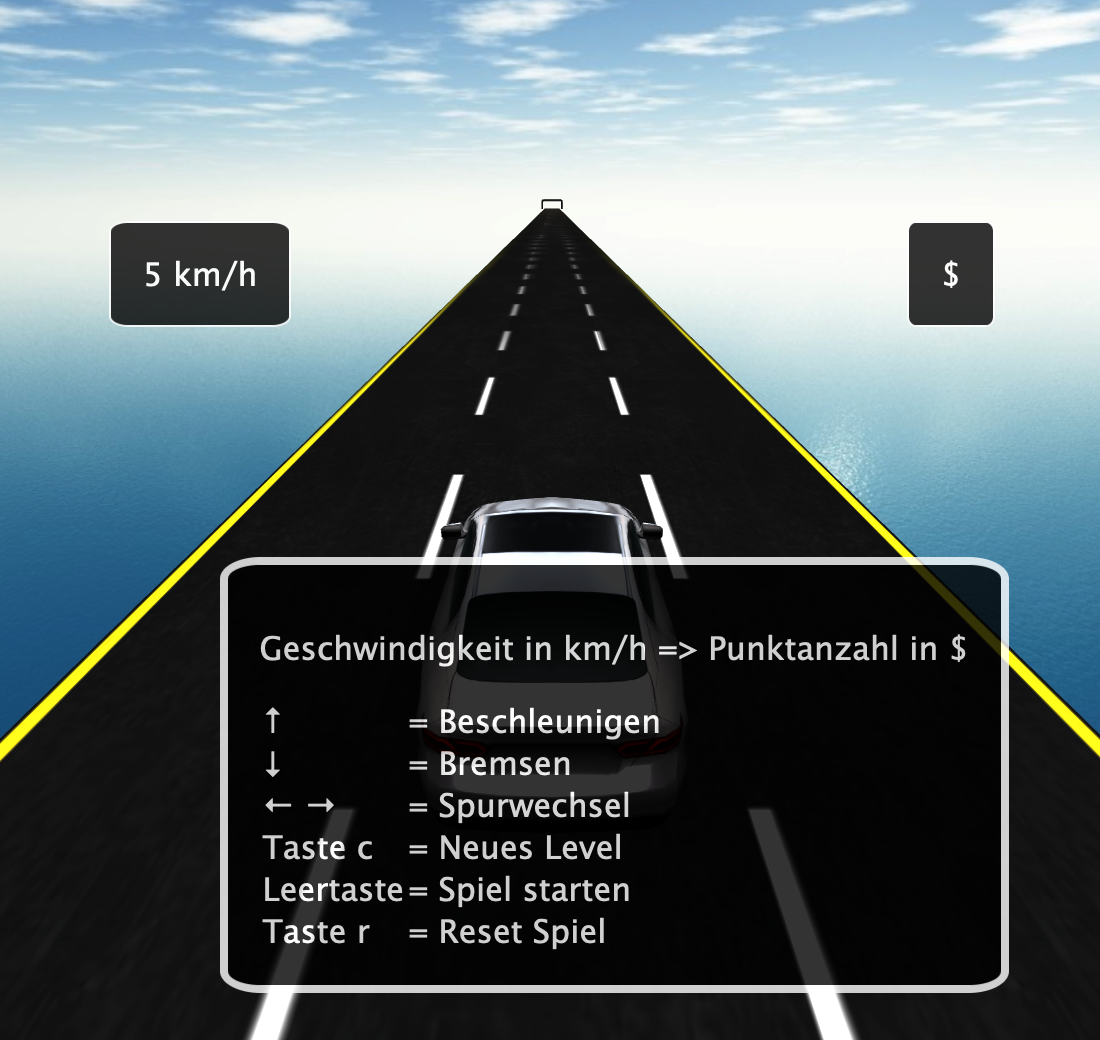 5 km/h
$
Geschwindigkeit in km/h => Punktanzahl in $
↑ = Beschleunigen
↓ = Bremsen
← → = Spurwechsel
Taste c = Neues Level
Leertaste = Spiel starten
Taste r = Reset Spiel